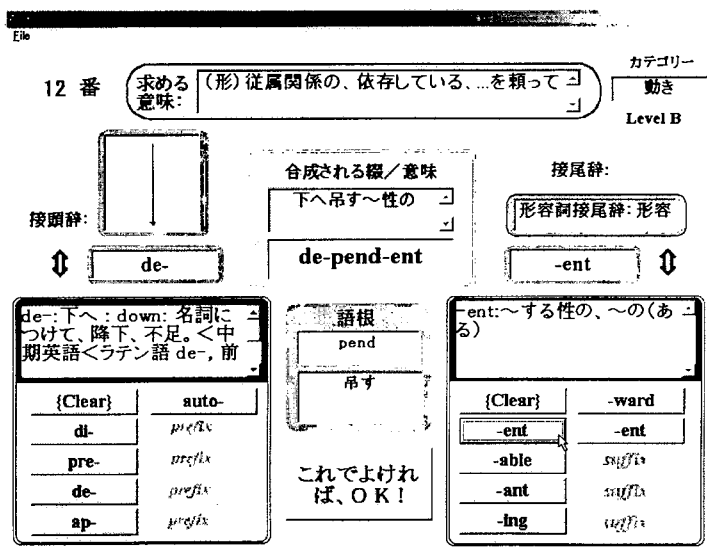 File
12 番
求める
意味:
(形)従属関係の、依存している、...を頼って
カテゴリー
動き
Level B
合成される綴／意味
下へ吊す～性の
de-pend-ent
接頭辞:
de-
接尾辞:
形容詞接尾辞: 形容
-ent
de-:下へ : down: 名詞に
つけて、降下、不足。＜中
期英語＜ラテン語 de-, 前
{Clear}
auto-
di-
prefix
pre-
prefix
de-
prefix
ap-
prefix
語根
pend
吊す
これでよけれ
ば、ＯＫ！
-ent:～する性の、～の(あ
る)
{Clear}
-ward
-ent
-ent
-able
suffix
-ant
suffix
-ing
suffix